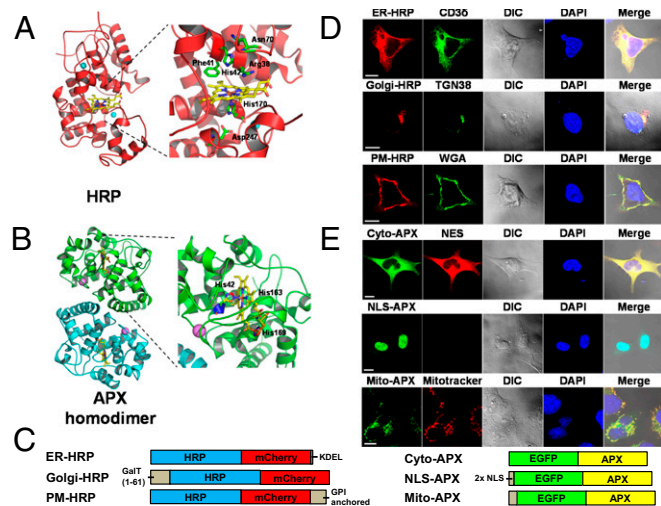 A
Asn70
Phe41
His42
Arg38
His170
Asp247
HRP
B
His42
His163
His169
APX
homodimer
C
ER-HRP
HRP
mCherry
KDEL
Golgi-HRP
GalT
(1-61)
HRP
mCherry
PM-HRP
HRP
mCherry
GPI
anchored
D
ER-HRP CD3δ DIC DAPI Merge
Golgi-HRP TGN38 DIC DAPI Merge
PM-HRP WGA DIC DAPI Merge
E
Cyto-APX NES DIC DAPI Merge
NLS-APX DIC DAPI Merge
Mito-APX Mitotracker DIC DAPI Merge
Cyto-APX
EGFP
APX
NLS-APX
2x NLS
EGFP
APX
Mito-APX
EGFP
APX